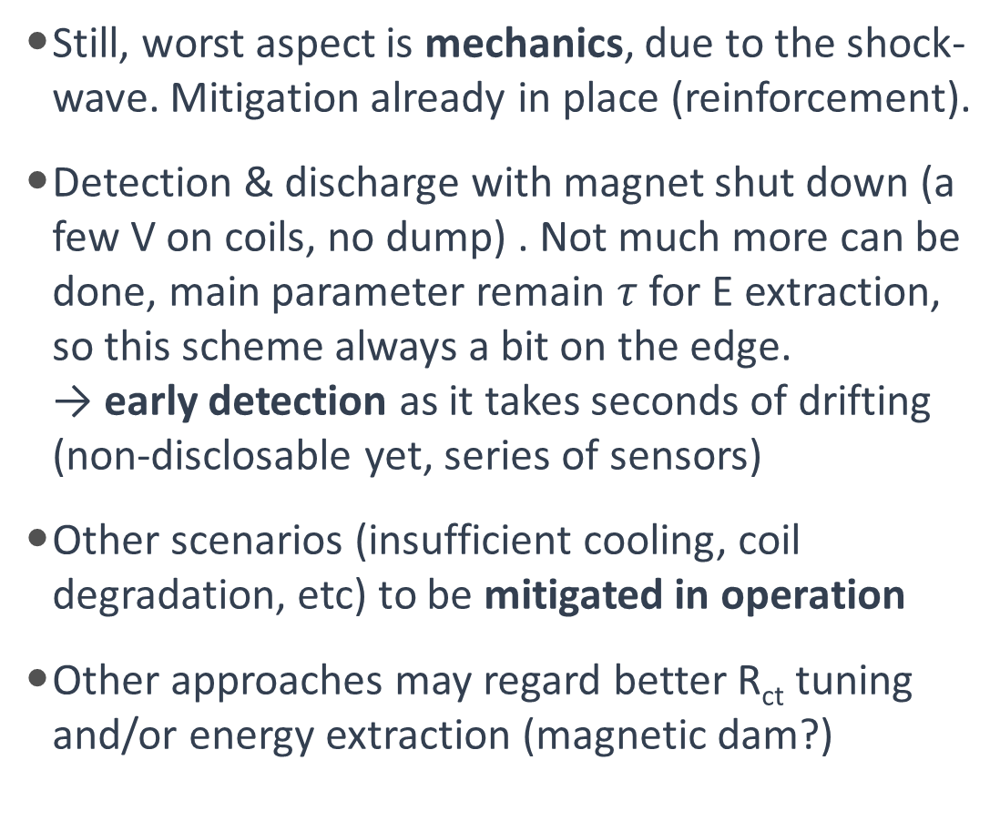 •Still, worst aspect is mechanics, due to the shock-
wave. Mitigation already in place (reinforcement).
•Detection & discharge with magnet shut down (a
few V on coils, no dump) . Not much more can be
done, main parameter remain τ for E extraction,
so this scheme always a bit on the edge.
→ early detection as it takes seconds of drifting
(non-disclosable yet, series of sensors)
•Other scenarios (insufficient cooling, coil
degradation, etc) to be mitigated in operation
•Other approaches may regard better Rct tuning
and/or energy extraction (magnetic dam?)